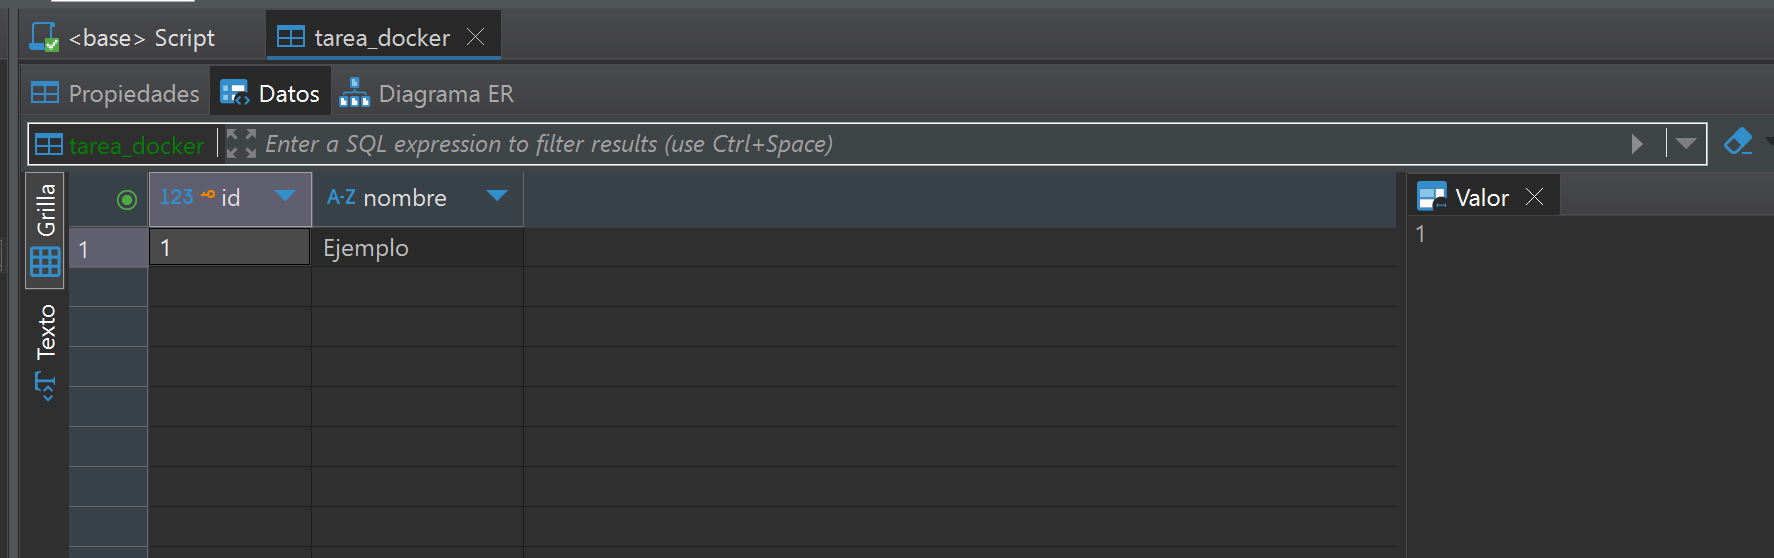 <base> Script
tarea_docker
Propiedades
Datos
Diagrama ER
tarea_docker
Enter a SQL expression to filter results (use Ctrl+Space)
Grilla
Texto
123 id
A-Z nombre
1
1
Ejemplo
Valor
1